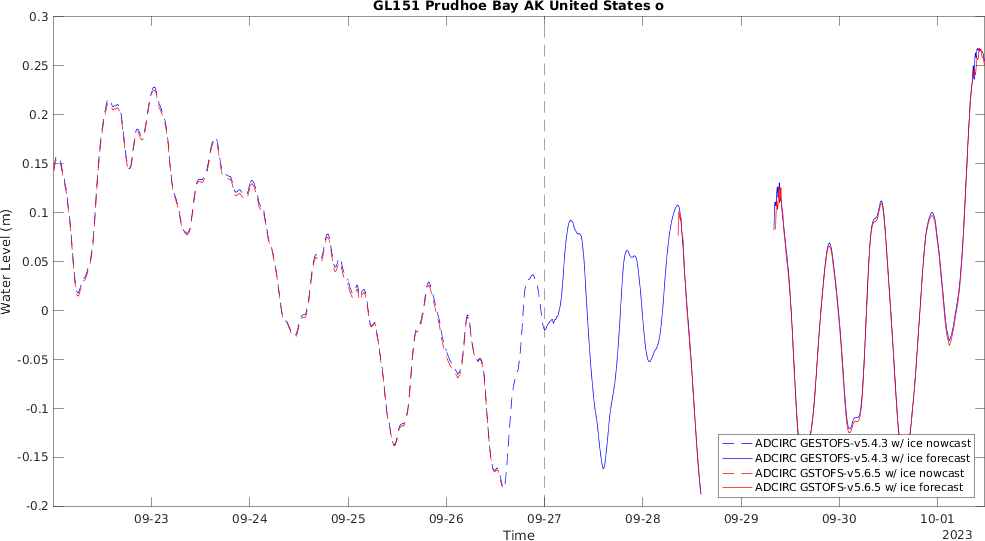 GL151 Prudhoe Bay AK United States o
0.3
0.25
0.2
0.15
0.1
0.05
0
-0.05
-0.1
-0.15
-0.2
Water Level (m)
ADCIRC GESTOFS-v5.4.3 w/ ice nowcast
ADCIRC GESTOFS-v5.4.3 w/ ice forecast
ADCIRC GSTOFS-v5.6.5 w/ ice nowcast
ADCIRC GSTOFS-v5.6.5 w/ ice forecast
09-23 09-24 09-25 09-26 09-27 09-28 09-29 09-30 10-01
Time
2023